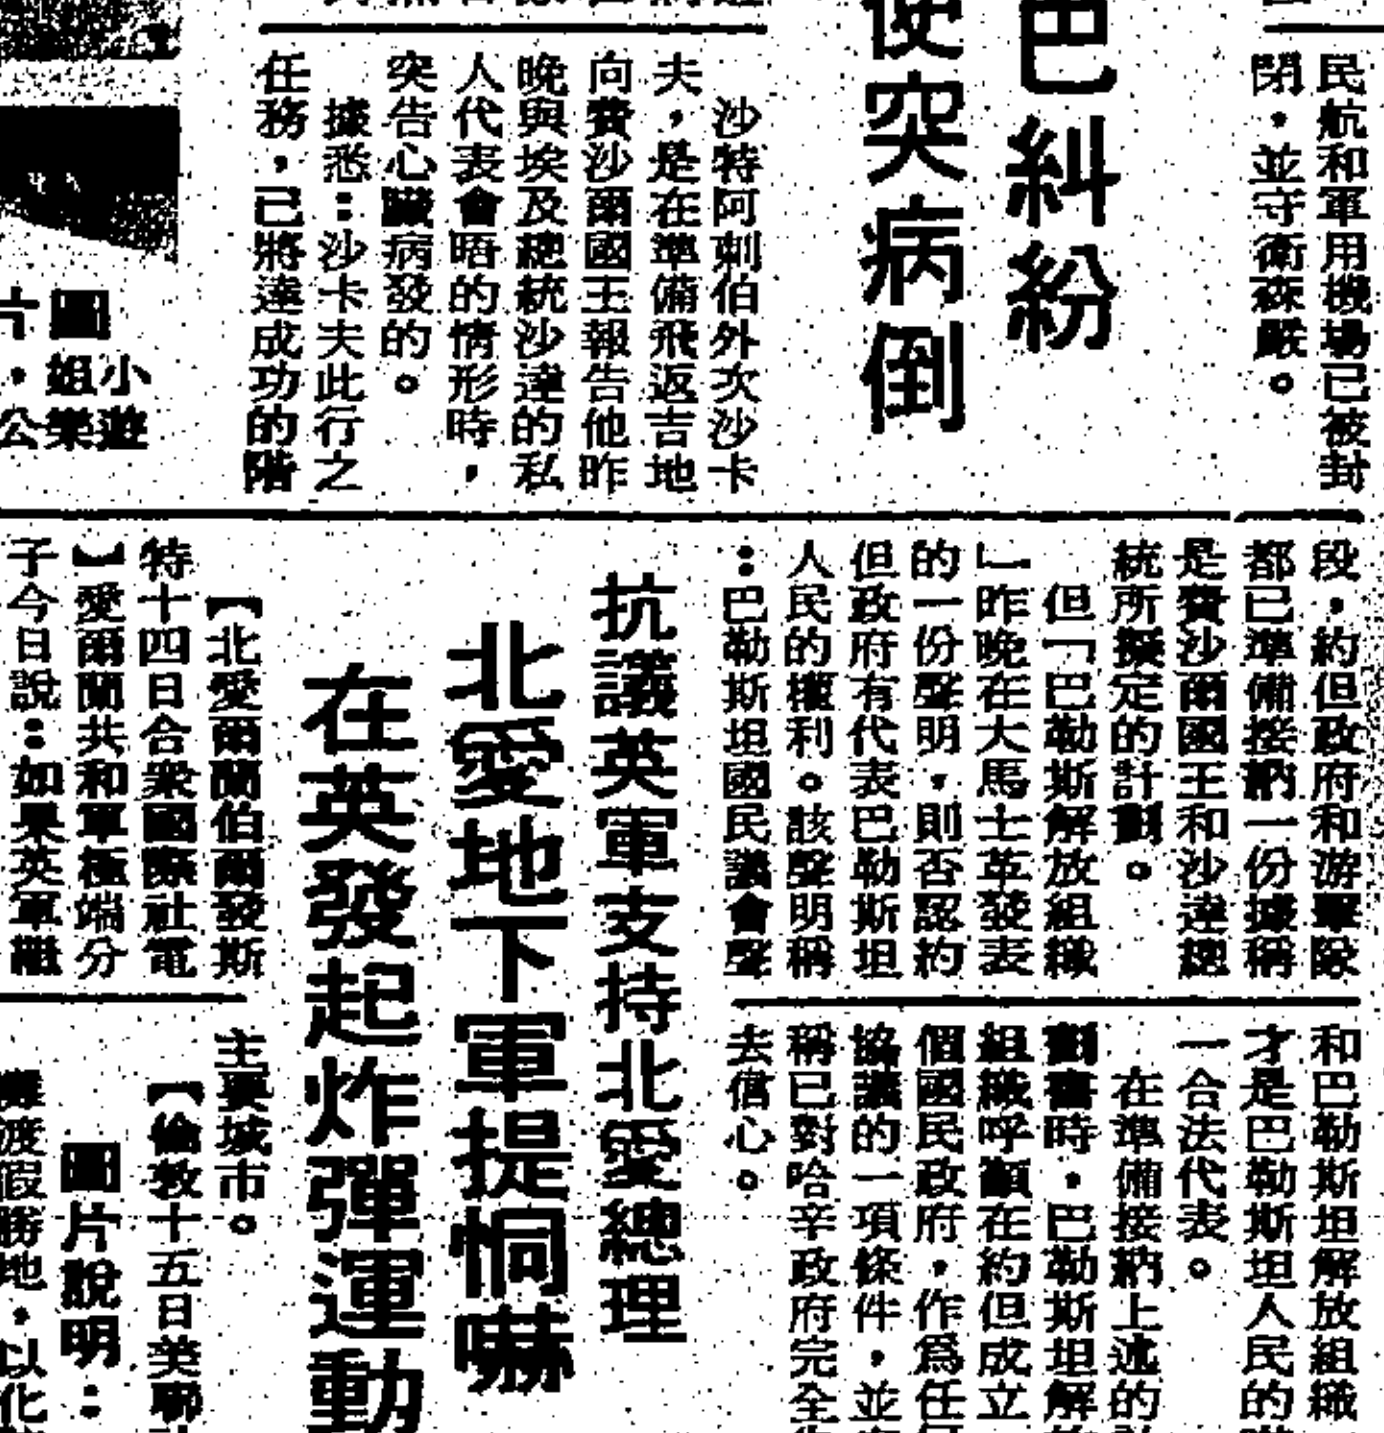 民航和軍用機場已被封
閉，並守衛森嚴。
巴糾紛
使突病倒
沙特阿刺伯外次沙卡
夫，是在準備飛返吉地
向費沙爾國王報告他昨
晚與埃及總統沙達的私
人代表會晤的情形時，
突告心臟病發的。
據悉：沙卡夫此行之
任務，已將達成功的階
段，約但政府和游擊隊
都已準備接納一份據稱
是費沙爾國王和沙達總
統所擬定的計劃。
但「巴勒斯解放組織
」昨晚在大馬士革發表
的一份聲明，則否認約
但政府有代表巴勒斯坦
人民的權利。該聲明稱
：巴勒斯坦國民議會聲
和巴勒斯坦解放組織
才是巴勒斯坦人民的
一合法代表。
在準備接納上述的
劃書時，巴勒斯坦解
組織呼籲在約但成立
個國民政府，作爲任
協議的一項條件，並
稱已對哈辛政府完全
去信心。
抗議英軍支持北愛總理
北愛地下軍提恫嚇
在英發起炸彈運動
【北愛爾蘭伯爾發斯
特十四日合衆國際社電
】愛爾蘭共和軍極端分
子今日說：如果英軍繼
主要城市。
【倫敦十五日美聯
圖
小
姐
遊
樂
片，公
圖片說明：
渡假勝地，以化